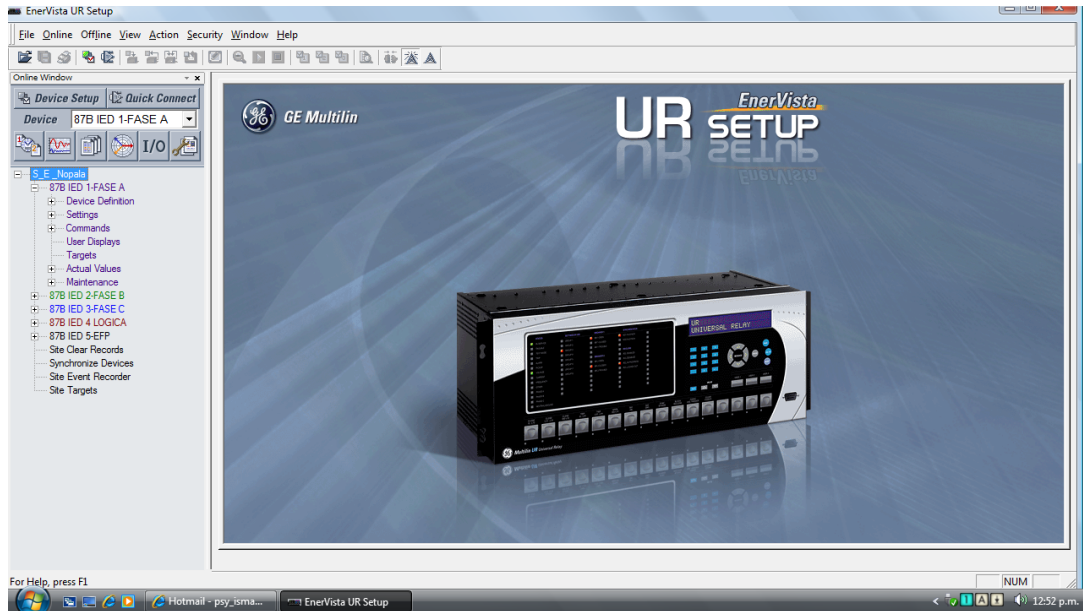 EnerVista UR Setup
File Online Offline View Action Security Window Help
Online Window
Device Setup Quick Connect
Device 87B IED 1-FASE A
I/O
S_E_Nopala
87B IED 1-FASE A
Device Definition
Settings
Commands
User Displays
Targets
Actual Values
Maintenance
87B IED 2-FASE B
87B IED 3-FASE C
87B IED 4 LOGICA
87B IED 5-EFP
Site Clear Records
Synchronize Devices
Site Event Recorder
Site Targets
GE Multilin
EnerVista
UR SETUP
UR
UNIVERSAL RELAY
Multilin UR Universal Relay
For Help, press F1
NUM
Hotmail - psy_isma...
EnerVista UR Setup
12:52 p.m.